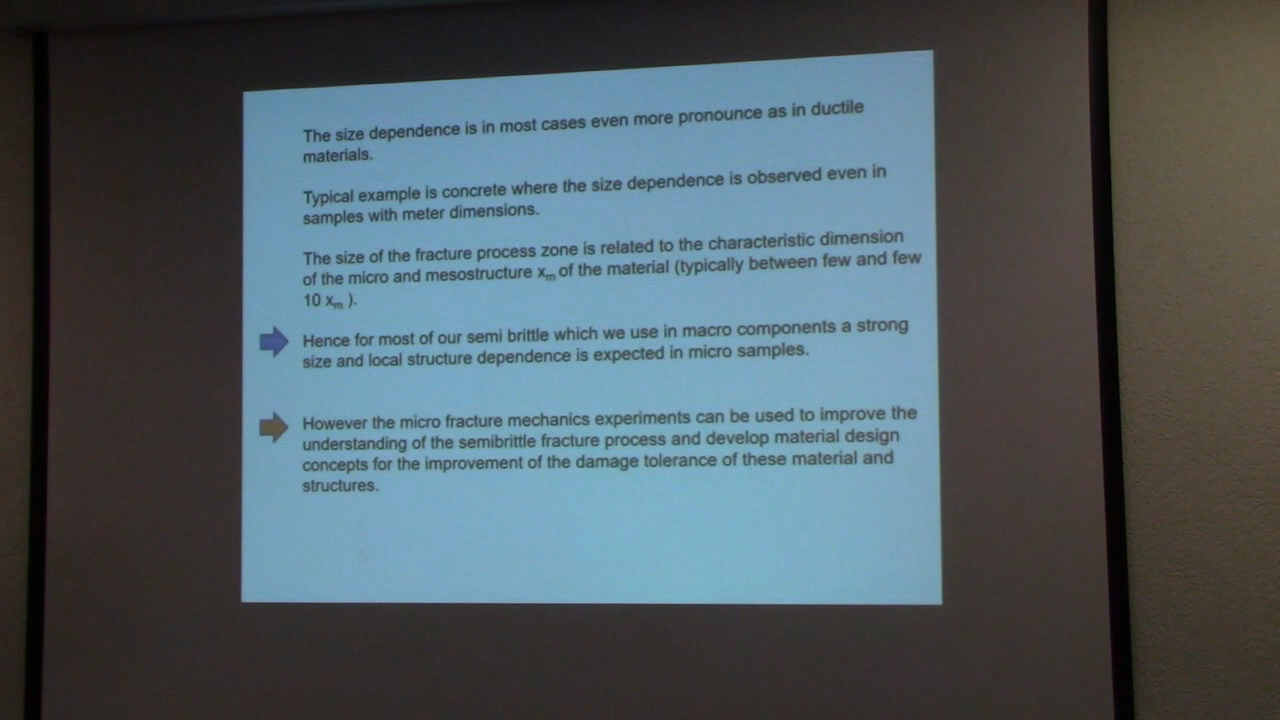 The size dependence is in most cases even more pronounce as in ductile
materials.
Typical example is concrete where the size dependence is observed even in
samples with meter dimensions.
The size of the fracture process zone is related to the characteristic dimension
of the micro and mesostructure xm of the material (typically between few and few
10 xm ).
Hence for most of our semi brittle which we use in macro components a strong
size and local structure dependence is expected in micro samples.
However the micro fracture mechanics experiments can be used to improve the
understanding of the semibrittle fracture process and develop material design
concepts for the improvement of the damage tolerance of these material and
structures.